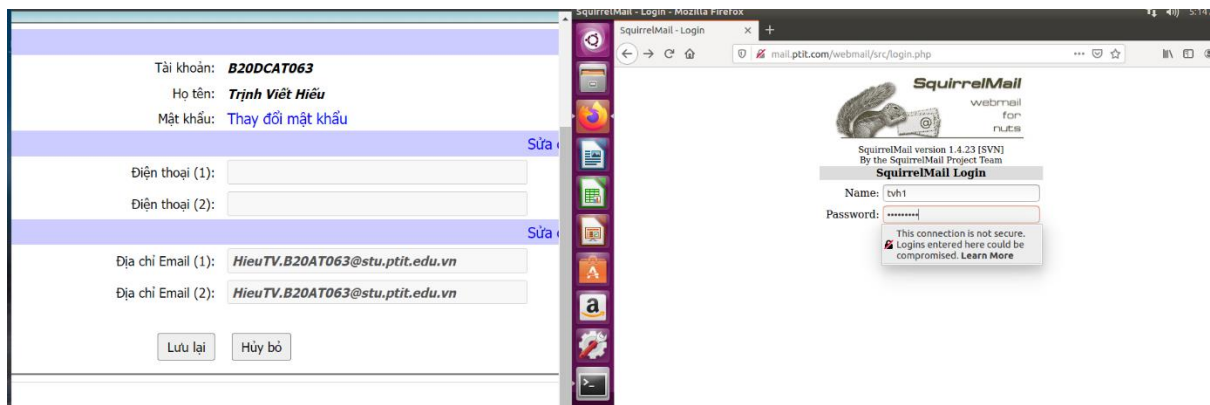 Tài khoản: B20DCAT063
Họ tên: Trịnh Viết Hiếu
Mật khẩu: Thay đổi mật khẩu
Sửa
Điện thoại (1):
Điện thoại (2):
Sửa
Địa chỉ Email (1): HieuTV.B20AT063@stu.ptit.edu.vn
Địa chỉ Email (2): HieuTV.B20AT063@stu.ptit.edu.vn
Lưu lại Hủy bỏ
SquirrelMail - Login - Mozilla Firefox
5:14
SquirrelMail - Login
mail.ptit.com/webmail/src/login.php
SquirrelMail
webmail
for
nuts
SquirrelMail version 1.4.23 [SVN]
By the SquirrelMail Project Team
SquirrelMail Login
Name: tvh1
Password: •••••••••
This connection is not secure.
Logins entered here could be
compromised. Learn More